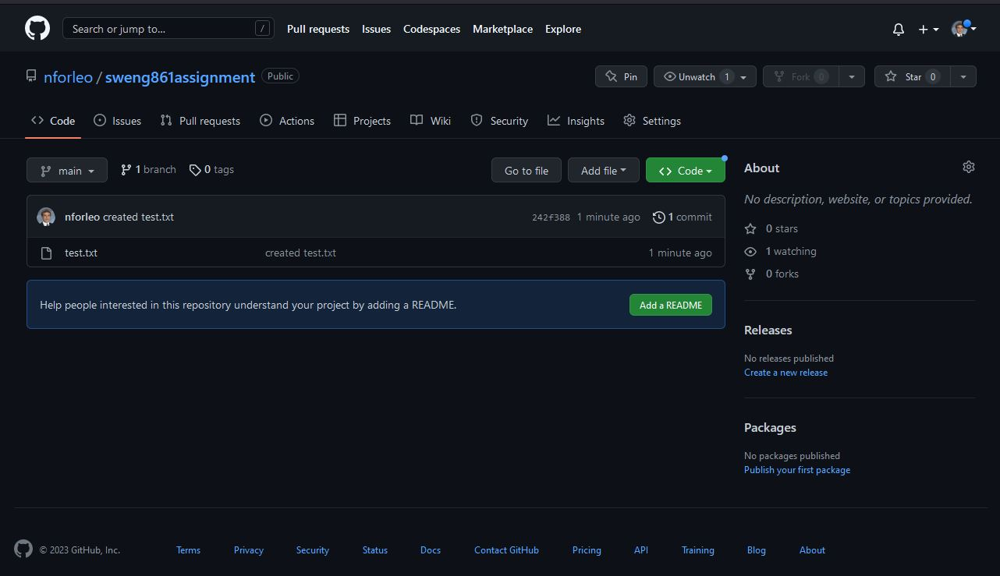 Search or jump to... / Pull requests Issues Codespaces Marketplace Explore
nforleo / sweng861assignment Public Pin Unwatch 1 Fork 0 Star 0
Code Issues Pull requests Actions Projects Wiki Security Insights Settings
main 1 branch 0 tags Go to file Add file Code
nforleo created test.txt 242f388 1 minute ago 1 commit
test.txt created test.txt 1 minute ago
Help people interested in this repository understand your project by adding a README. Add a README
About
No description, website, or topics provided.
0 stars
1 watching
0 forks
Releases
No releases published
Create a new release
Packages
No packages published
Publish your first package
© 2023 GitHub, Inc. Terms Privacy Security Status Docs Contact GitHub Pricing API Training Blog About